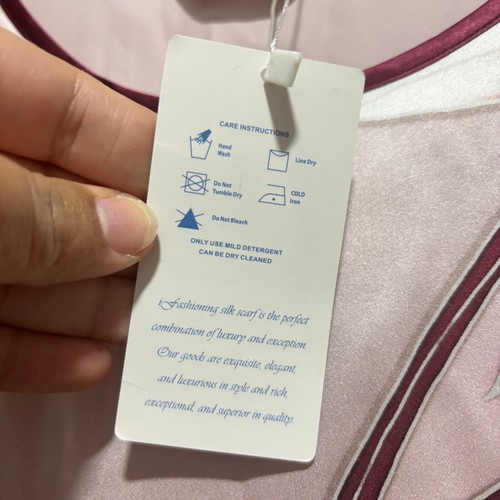 CARE INSTRUCTIONS
Hand
Wash
Line Dry
Do Not
Tumble Dry
COLD
Iron
Do Not Bleach
ONLY USE MILD DETERGENT
CAN BE DRY CLEANED
iFashioning silk scarf is the perfect
combination of luxury and exception.
Our goods are exquisite, elegant,
and luxurious in style and rich,
exceptional, and superior in quality.